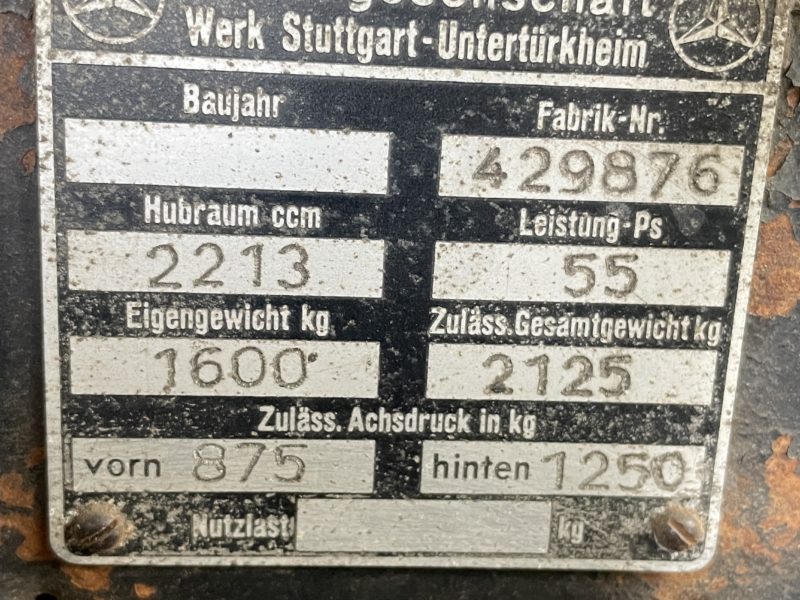 gesellschaft
Werk Stuttgart-Untertürkheim
Baujahr Fabrik-Nr.
429876
Hubraum ccm Leistung-Ps
2213 55
Eigengewicht kg Zuläss. Gesamtgewicht kg
1600 2125
Zuläss. Achsdruck in kg
vorn 875 hinten 1250
Nutzlast kg